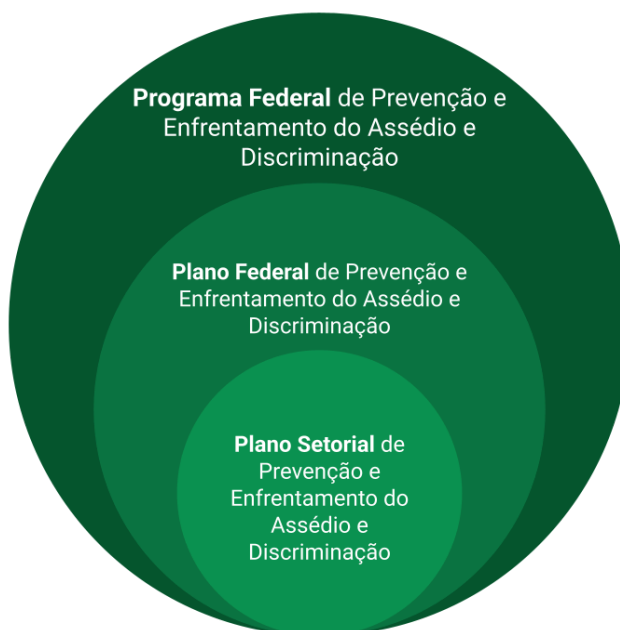 Programa Federal de Prevenção e
Enfrentamento do Assédio e
Discriminação
Plano Federal de Prevenção e
Enfrentamento do Assédio e
Discriminação
Plano Setorial de
Prevenção e
Enfrentamento do
Assédio e
Discriminação